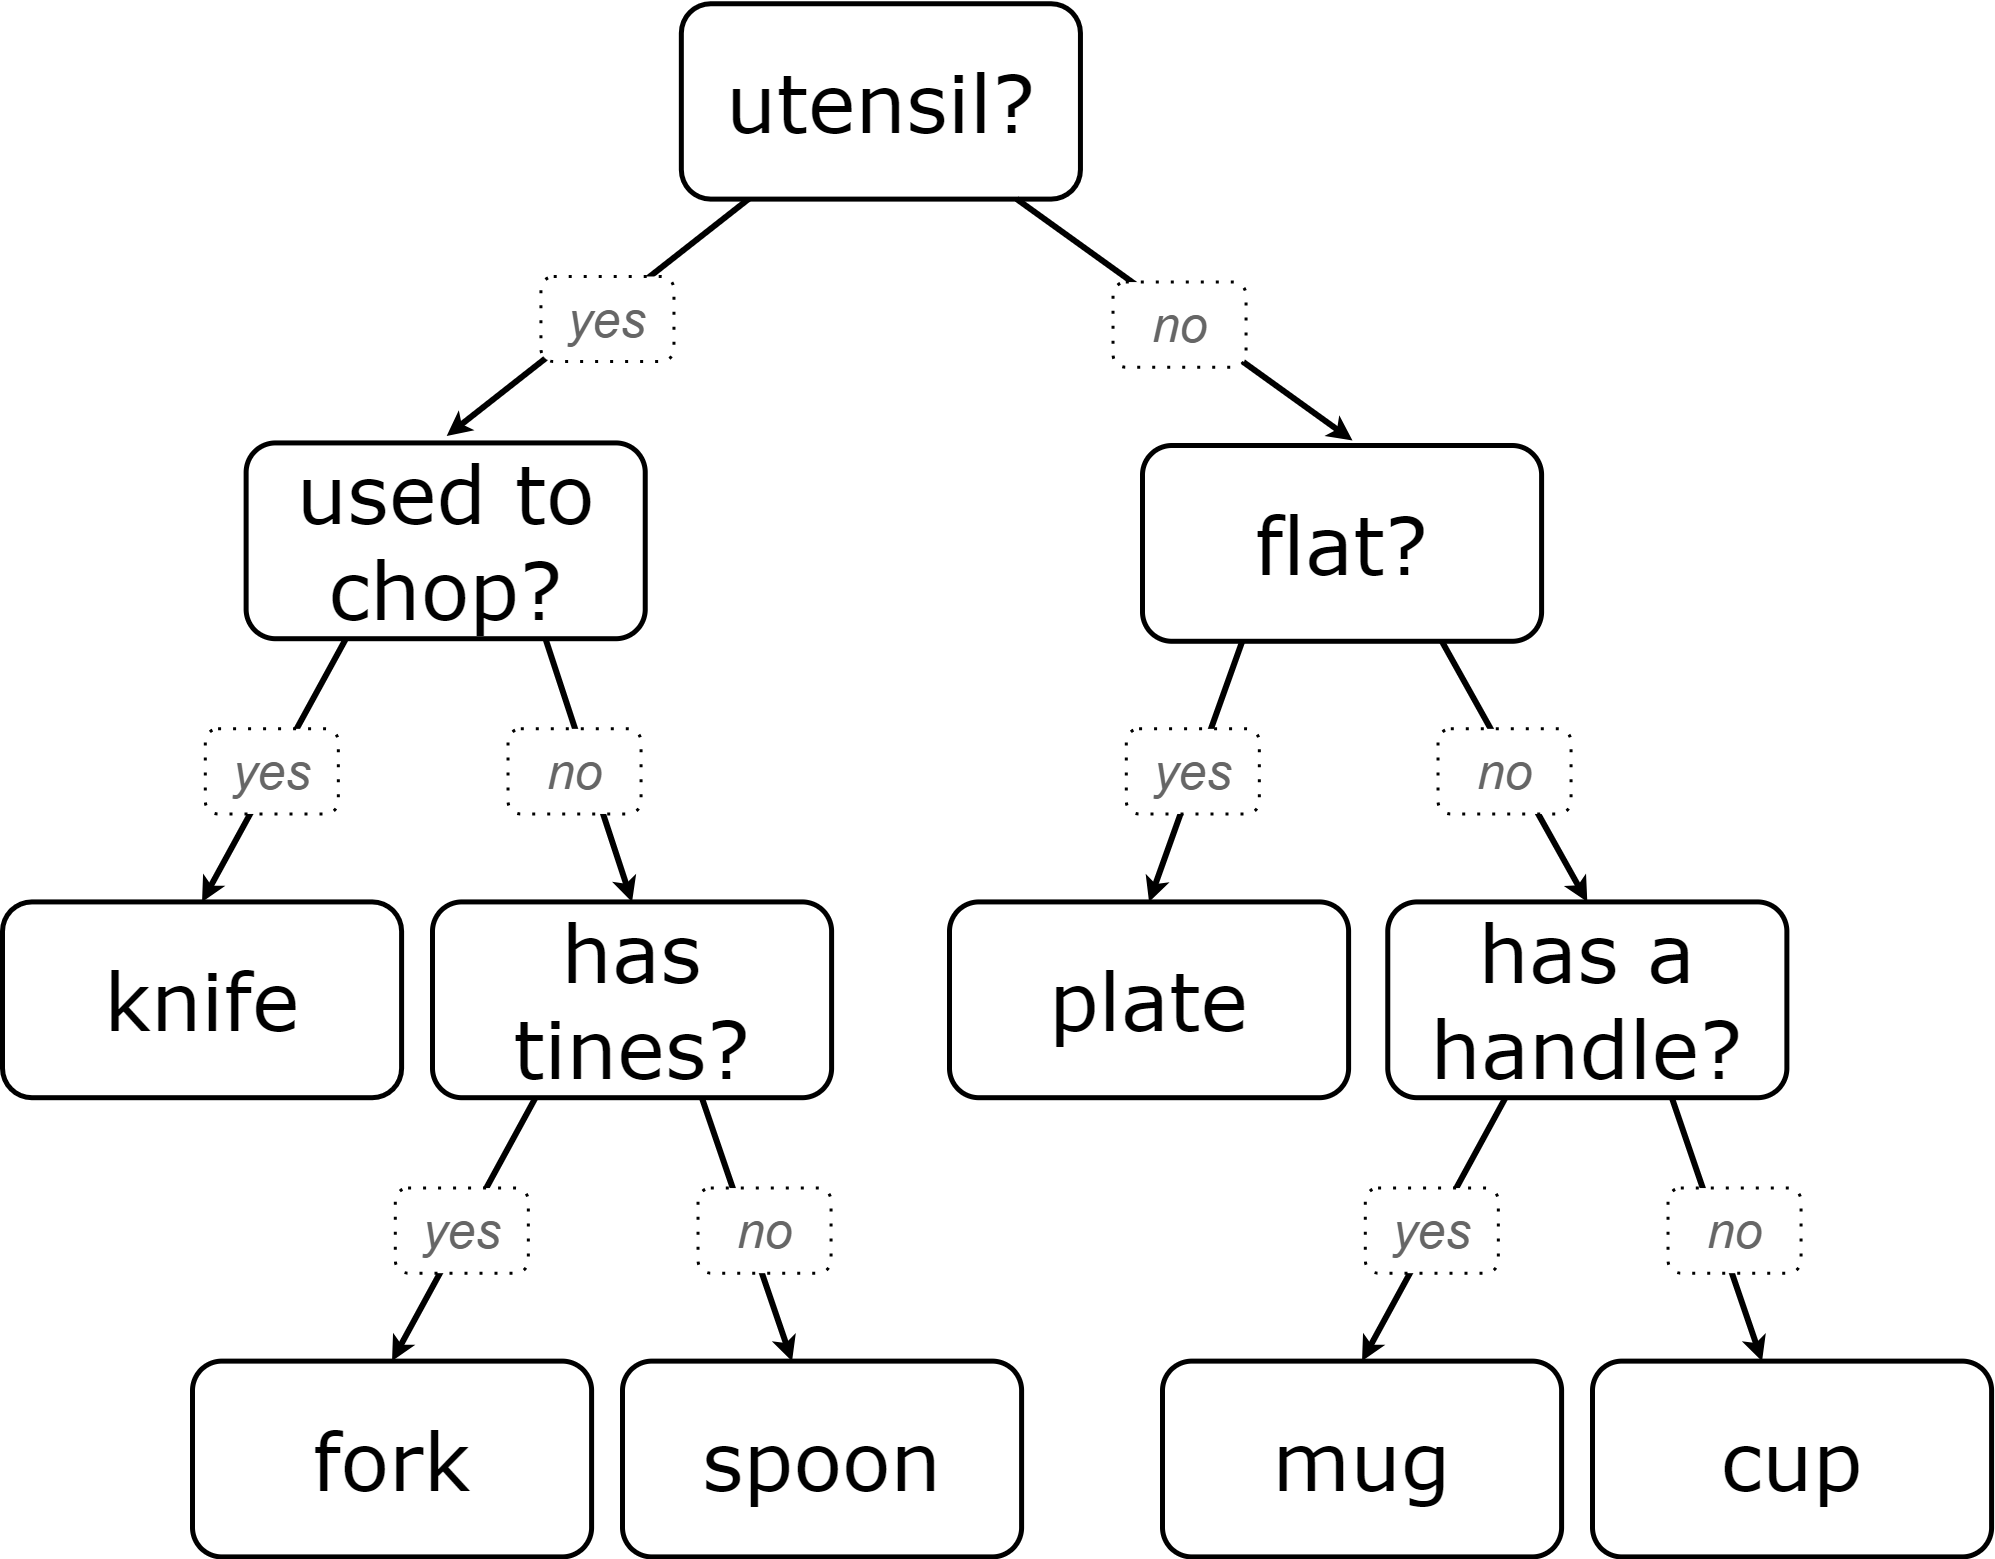 utensil?
yes
no
used to
chop?
flat?
yes
no
yes
no
knife
has
tines?
plate
has a
handle?
yes
no
yes
no
fork
spoon
mug
cup